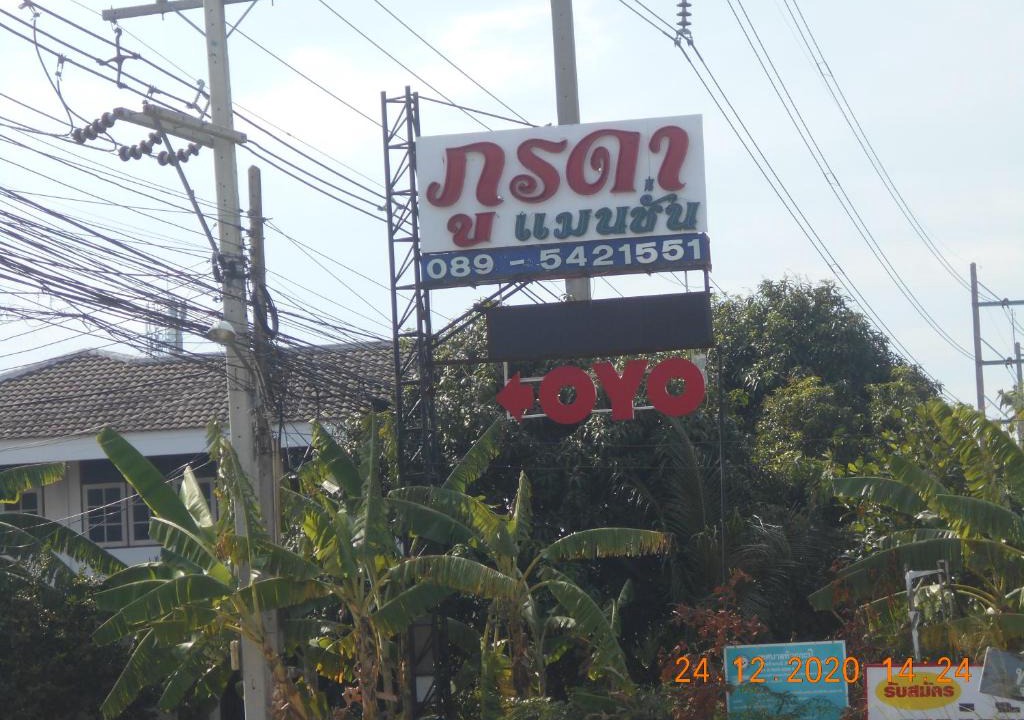 ภูรดา
แมนชั่น
089 - 5421551
OYO
24.12.2020 14:24
รับสมัคร